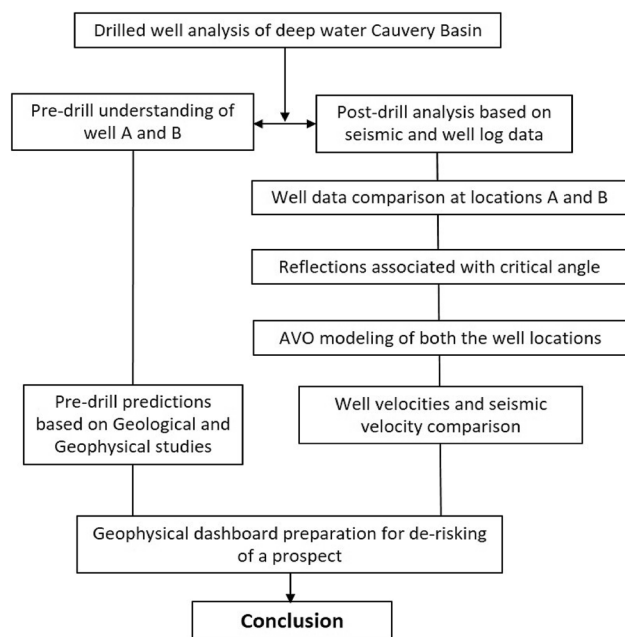 Drilled well analysis of deep water Cauvery Basin
Pre-drill understanding of
well A and B
Post-drill analysis based on
seismic and well log data
Well data comparison at locations A and B
Reflections associated with critical angle
AVO modeling of both the well locations
Pre-drill predictions
based on Geological and
Geophysical studies
Well velocities and seismic
velocity comparison
Geophysical dashboard preparation for de-risking
of a prospect
Conclusion